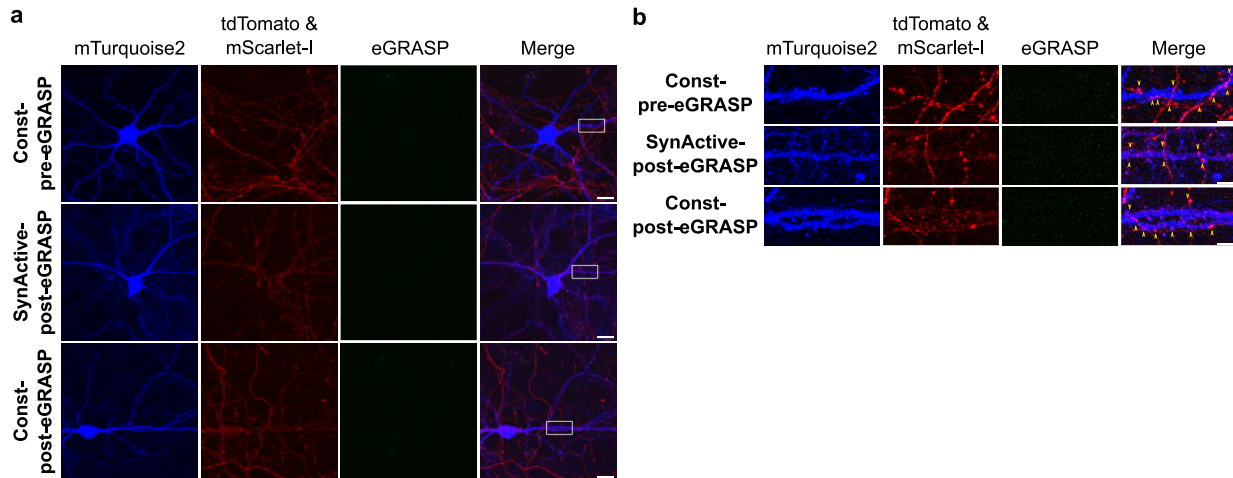 a
tdTomato &
mTurquoise2 mScarlet-I eGRASP Merge
Const-
pre-eGRASP
SynActive-
post-eGRASP
Const-
post-eGRASP
b
tdTomato &
mTurquoise2 mScarlet-I eGRASP Merge
Const-
pre-eGRASP
SynActive-
post-eGRASP
Const-
post-eGRASP